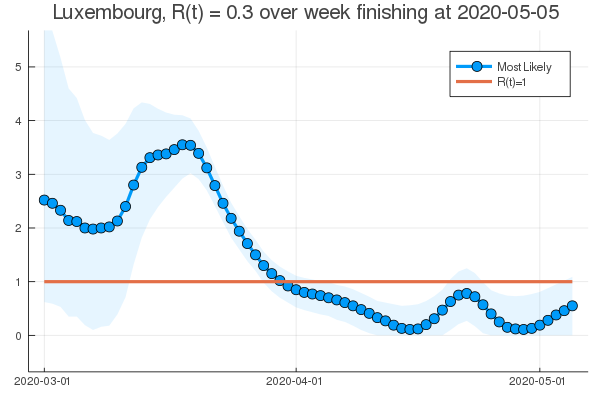 Luxembourg, R(t) = 0.3 over week finishing at 2020-05-05
Most Likely
R(t)=1
5
4
3
2
1
0
2020-03-01 2020-04-01 2020-05-01